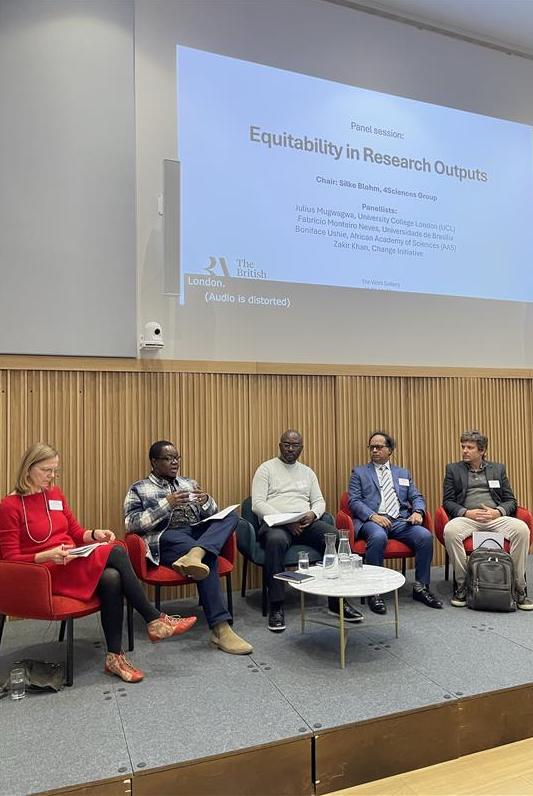 Panel session:
Equitability in Research Outputs
Chair: Silke Blohm, 4Sciences Group
Panellists:
Julius Mugwagwa, University College London (UCL)
Fabrício Monteiro Neves, Universidade de Brasília
Boniface Ushie, African Academy of Sciences (AAS)
Zakir Khan, Change Initiative
The
British
London.
(Audio is distorted)